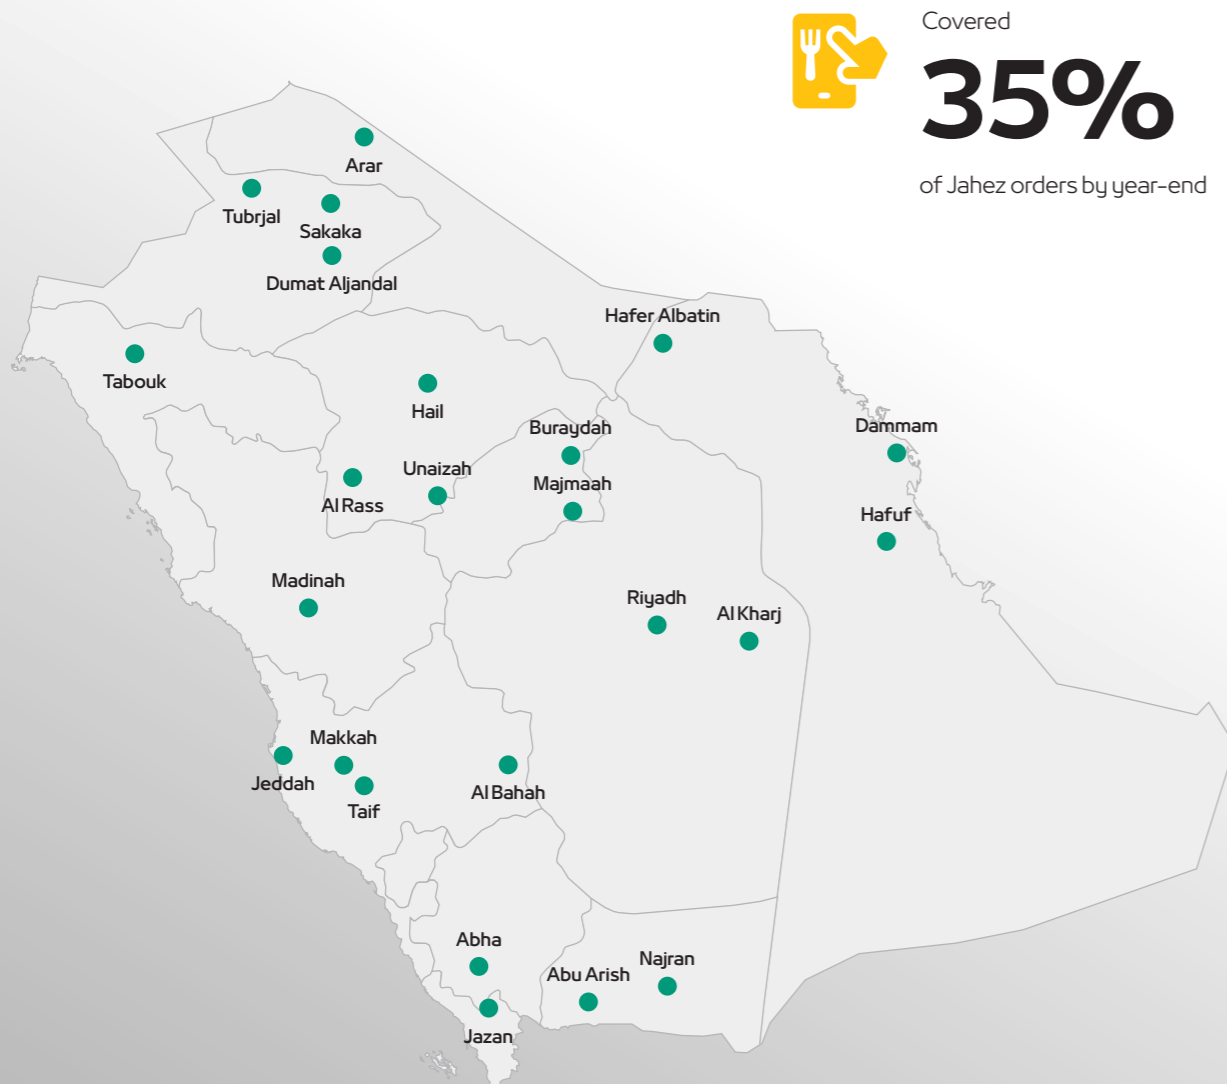 Covered
35%
of Jahez orders by year-end
Arar
Tubrjal
Sakaka
Dumat Aljandal
Hafer Albatin
Tabouk
Hail
Buraydah
Dammam
Unaizah
Majmaah
Al Rass
Hafuf
Madinah
Riyadh
Al Kharj
Makkah
Jeddah
Al Bahah
Taif
Abha
Najran
Abu Arish
Jazan